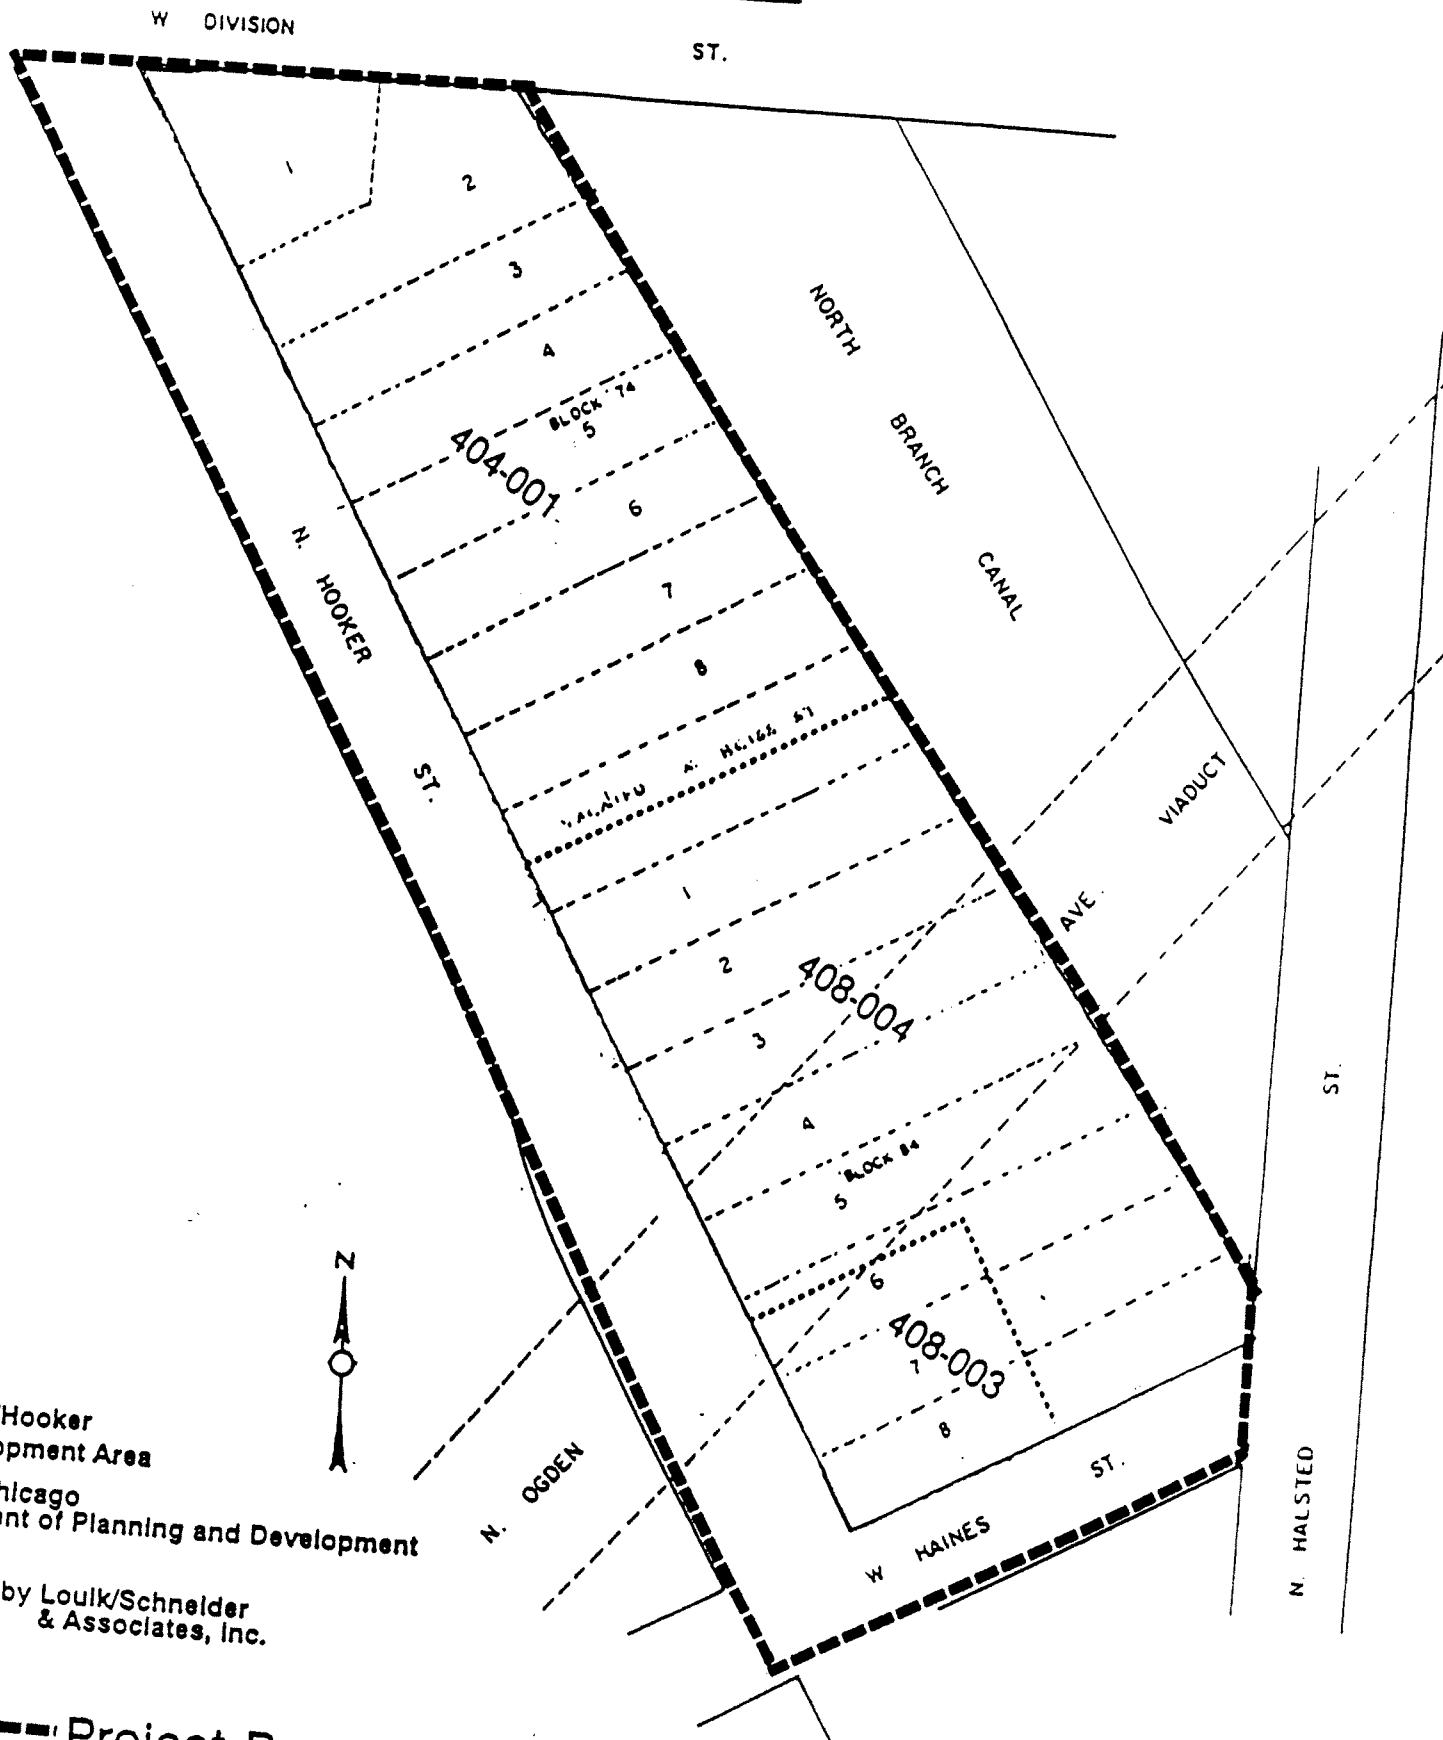 W DIVISION
ST.
1
2
3
4
BLOCK 74
5
404-001
6
7
8
NORTH
BRANCH
CANAL
N. HOOKER
ST.
1
2
408-004
3
4
BLOCK 84
5
6
408-003
7
8
AVE.
VIADUCT
ST.
N. HALSTED
N
N. OGDEN
ST.
W HAINES
/Hooker
opment Area
hicago
nt of Planning and Development
by Louik/Schneider
& Associates, Inc.
Project